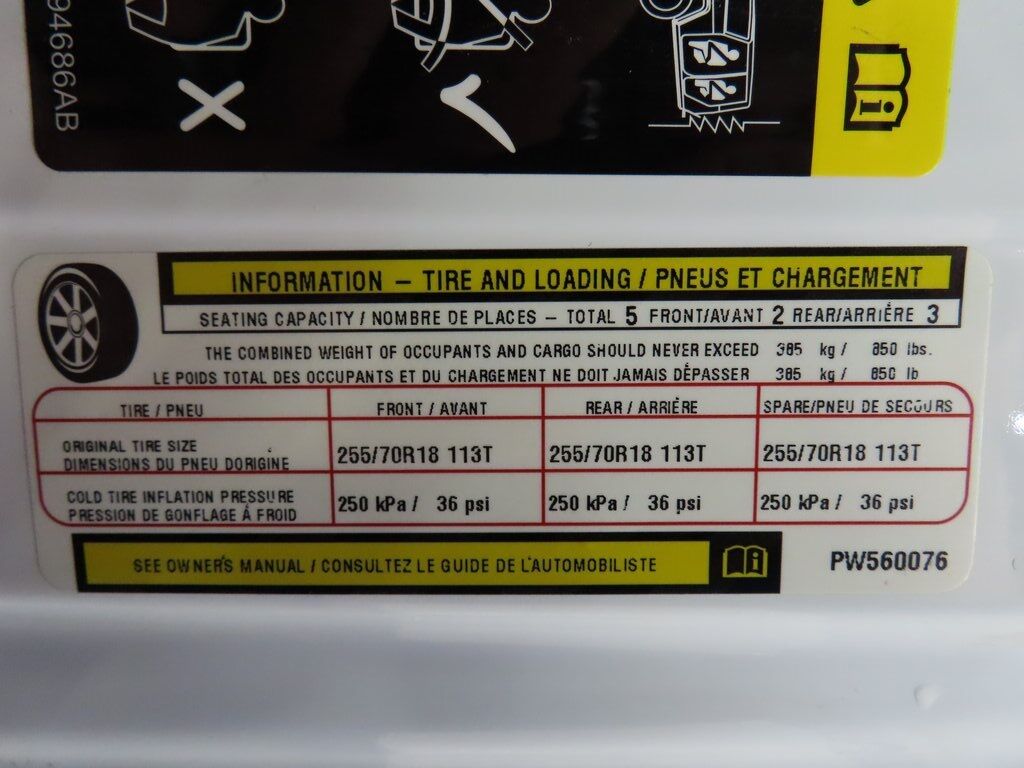 94686AB
INFORMATION – TIRE AND LOADING / PNEUS ET CHARGEMENT
SEATING CAPACITY / NOMBRE DE PLACES – TOTAL 5 FRONT/AVANT 2 REAR/ARRIÈRE 3
THE COMBINED WEIGHT OF OCCUPANTS AND CARGO SHOULD NEVER EXCEED 385 kg / 850 lbs.
LE POIDS TOTAL DES OCCUPANTS ET DU CHARGEMENT NE DOIT JAMAIS DÉPASSER 385 kg / 850 lb
TIRE / PNEU FRONT / AVANT REAR / ARRIÈRE SPARE/PNEU DE SECOURS
ORIGINAL TIRE SIZE
DIMENSIONS DU PNEU D'ORIGINE
255/70R18 113T 255/70R18 113T 255/70R18 113T
COLD TIRE INFLATION PRESSURE
PRESSION DE GONFLAGE À FROID
250 kPa / 36 psi 250 kPa / 36 psi 250 kPa / 36 psi
SEE OWNER'S MANUAL / CONSULTEZ LE GUIDE DE L'AUTOMOBILISTE
PW560076